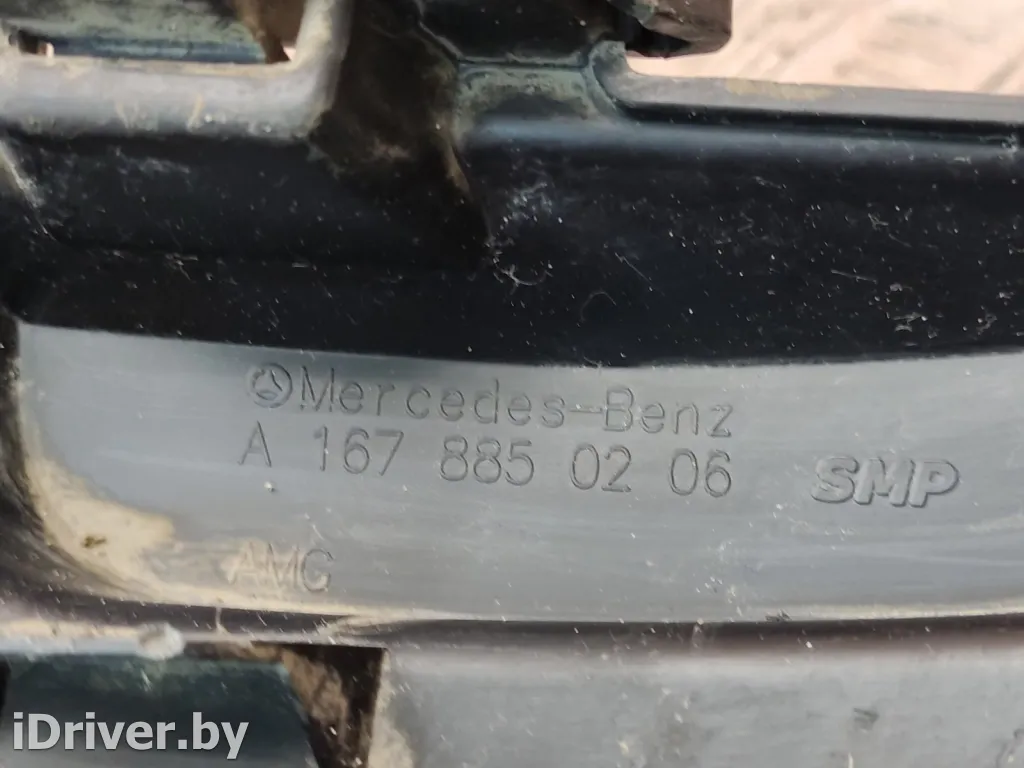 Mercedes-Benz
A 167 885 02 06 SMP
AMG
iDriver.by